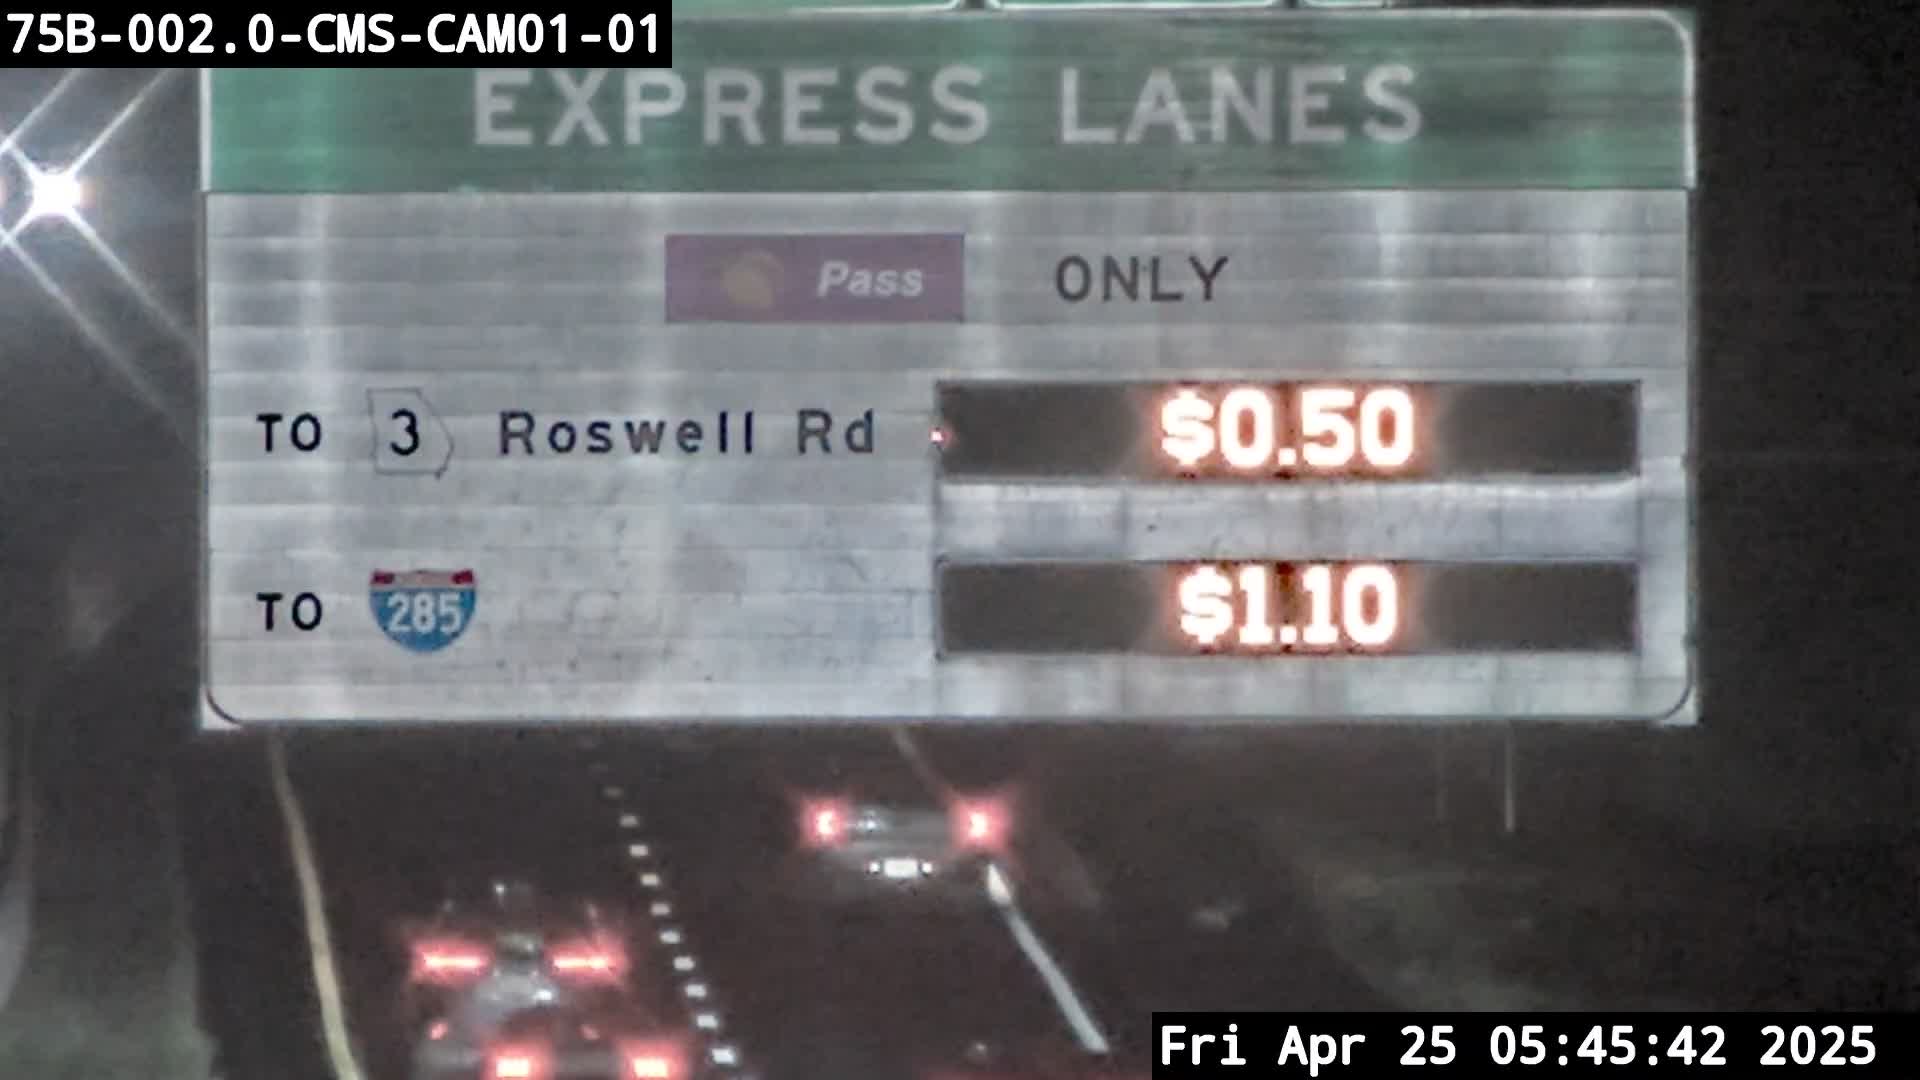 75B-002.0-CMS-CAM01-01
EXPRESS LANES
Pass ONLY
TO 3 Roswell Rd $0.50
TO 285 $1.10
Fri Apr 25 05:45:42 2025